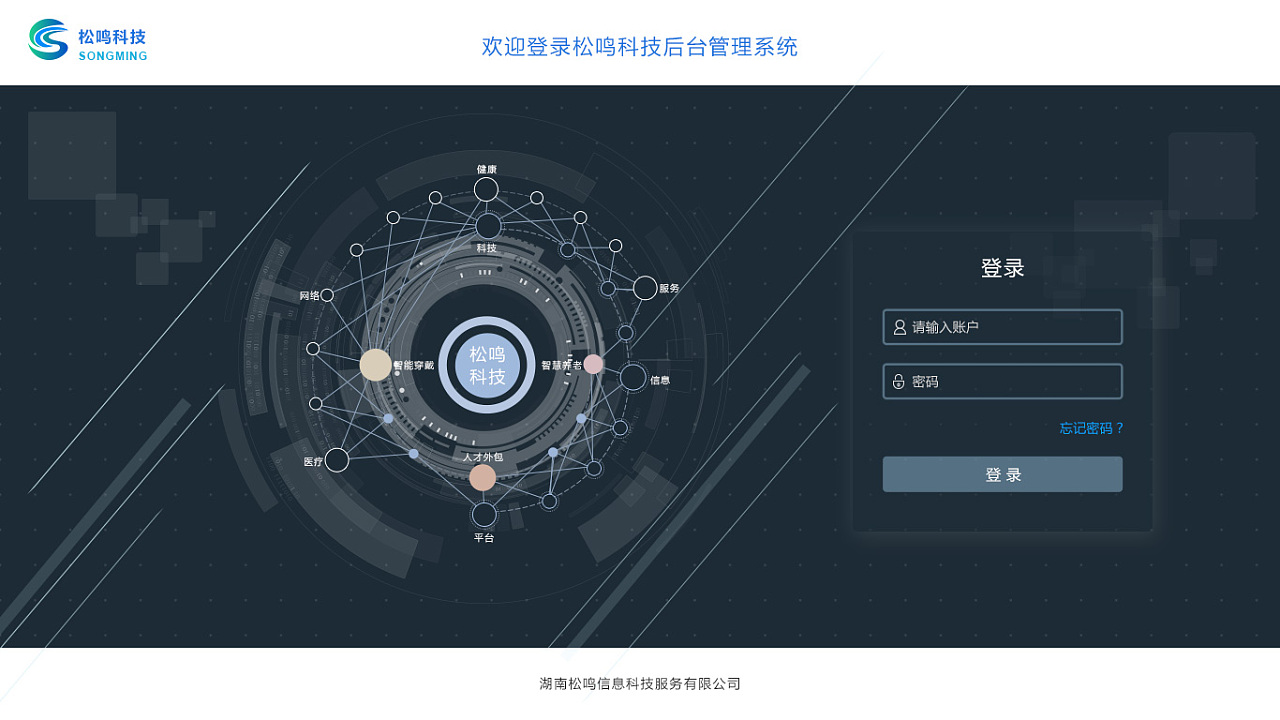 松鸣科技
SONGMING
欢迎登录松鸣科技后台管理系统
健康
科技
网络
服务
智能穿戴
松鸣
科技
智慧养老
信息
医疗
人才外包
平台
登录
请输入账户
密码
忘记密码？
登 录
湖南松鸣信息科技服务有限公司